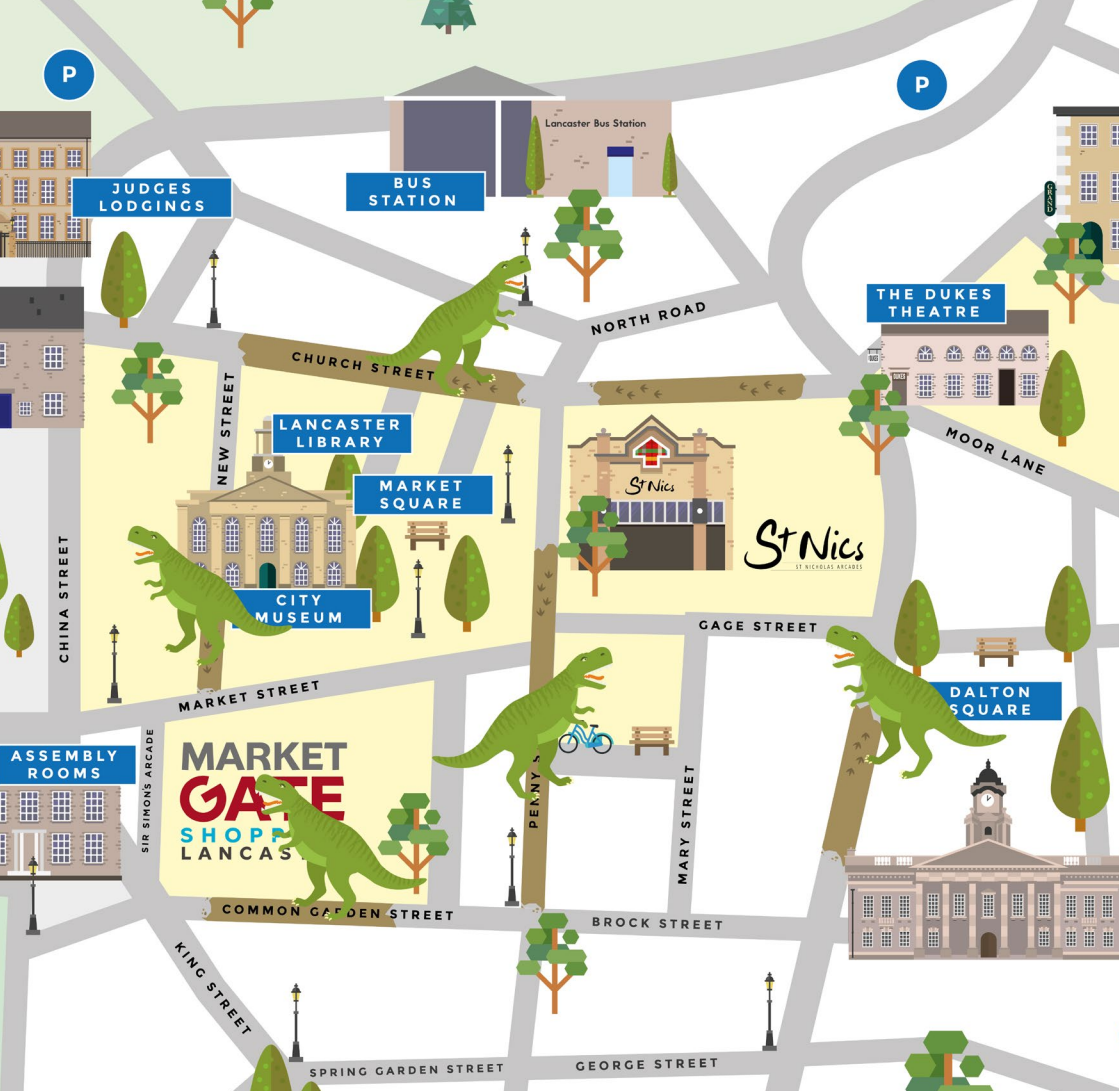 P
P
Lancaster Bus Station
JUDGES
LODGINGS
BUS
STATION
GRAND
THE DUKES
THEATRE
DUKES
NORTH ROAD
CHURCH STREET
NEW STREET
LANCASTER
LIBRARY
MARKET
SQUARE
MOOR LANE
St Nics
St Nics
ST NICHOLAS ARCADES
CHINA STREET
CITY
MUSEUM
GAGE STREET
MARKET STREET
DALTON
SQUARE
ASSEMBLY
ROOMS
SIR SIMON'S ARCADE
MARKET
GATE
SHOPP
LANCAS
PENNY S
MARY STREET
COMMON GARDEN STREET
BROCK STREET
KING STREET
SPRING GARDEN STREET
GEORGE STREET